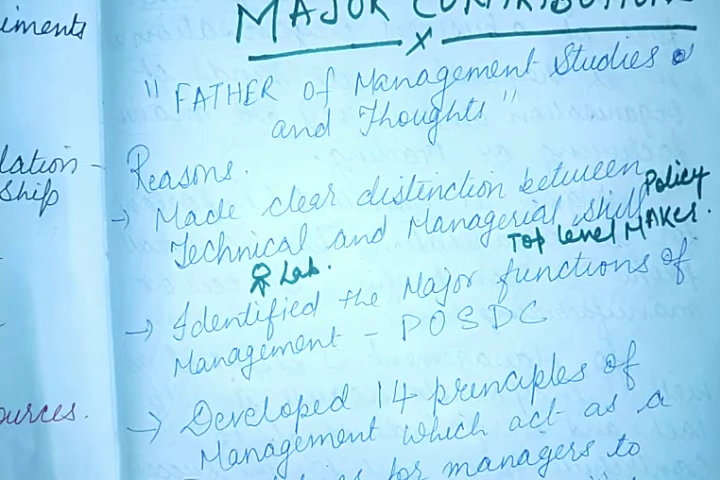 iments
MAJOR CONTRIBUTION
X
"FATHER of Management Studies
and Thoughts"
lation - Reasons.
ship
→ Made clear distinction between
Technical and Managerial skill Policy
Lab. Top level MAKer.
→ Identified the Major functions of
Management - POSDC
→ Developed 14 principles of
ources.
Management which act as a
for managers to